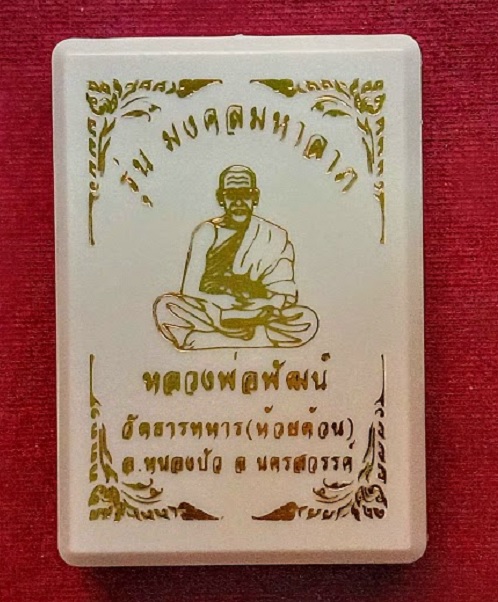 รุ่น มงคลมหาลาภ
หลวงพ่อพัฒน์
วัดธารทหาร(ห้วยด้วน)
อ.หนองบัว จ นครสวรรค์